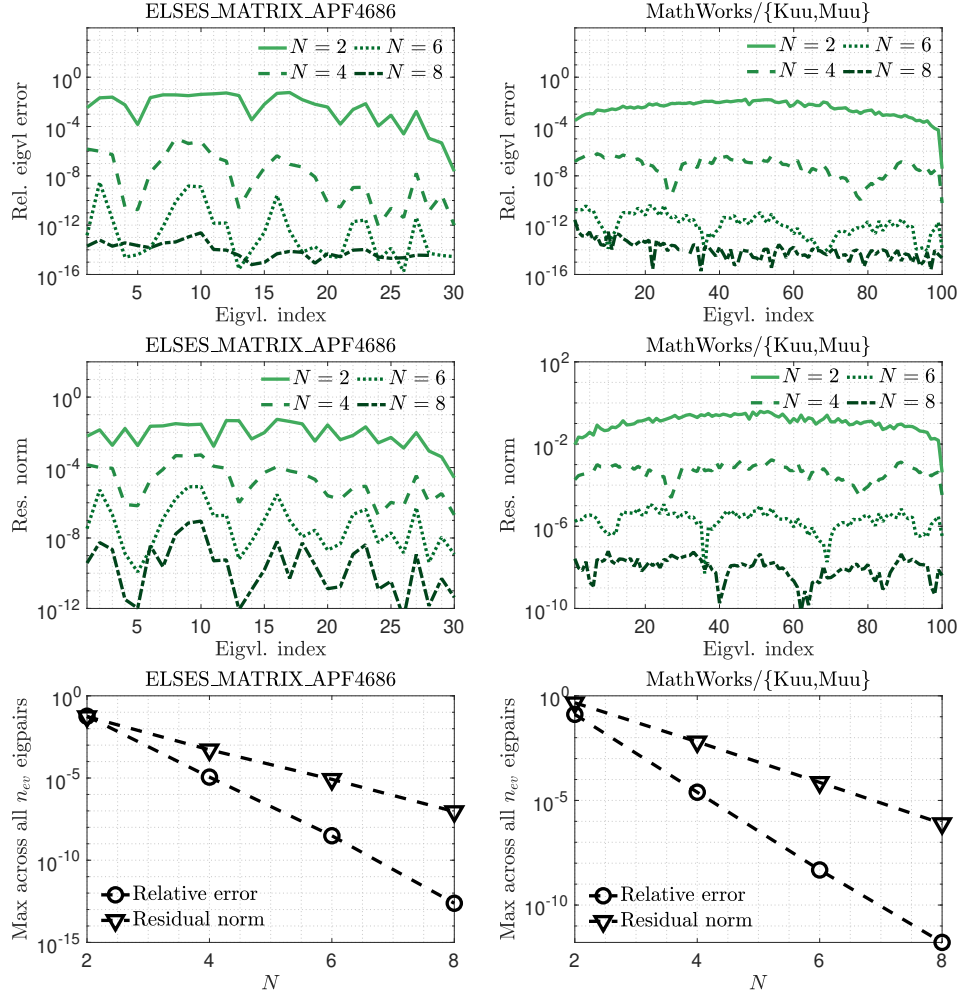 ELSES_MATRIX_APF4686
Rel. eigvl error
10^0
10^-4
10^-8
10^-12
10^-16
N = 2
N = 6
N = 4
N = 8
5
10
15
20
25
30
Eigvl. index
MathWorks/{Kuu,Muu}
Rel. eigvl error
10^0
10^-4
10^-8
10^-12
10^-16
N = 2
N = 6
N = 4
N = 8
20
40
60
80
100
Eigvl. index
ELSES_MATRIX_APF4686
Res. norm
10^0
10^-4
10^-8
10^-12
N = 2
N = 6
N = 4
N = 8
5
10
15
20
25
30
Eigvl. index
MathWorks/{Kuu,Muu}
Res. norm
10^2
10^-2
10^-6
10^-10
N = 2
N = 6
N = 4
N = 8
20
40
60
80
100
Eigvl. index
ELSES_MATRIX_APF4686
Max across all n_ev eigpairs
10^0
10^-5
10^-10
10^-15
Relative error
Residual norm
2
4
6
8
N
MathWorks/{Kuu,Muu}
Max across all n_ev eigpairs
10^0
10^-5
10^-10
Relative error
Residual norm
2
4
6
8
N